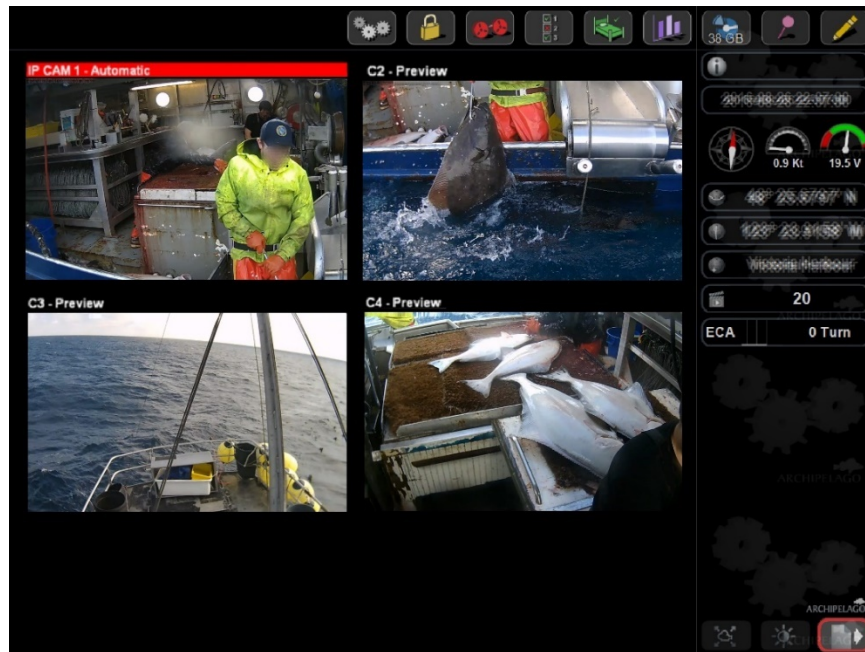 38 GB
IP CAM 1 - Automatic
C2 - Preview
0.9 Kt
19.5 V
C3 - Preview
C4 - Preview
20
ECA
0 Turn
ARCHIPELAGO
ARCHIPELAGO